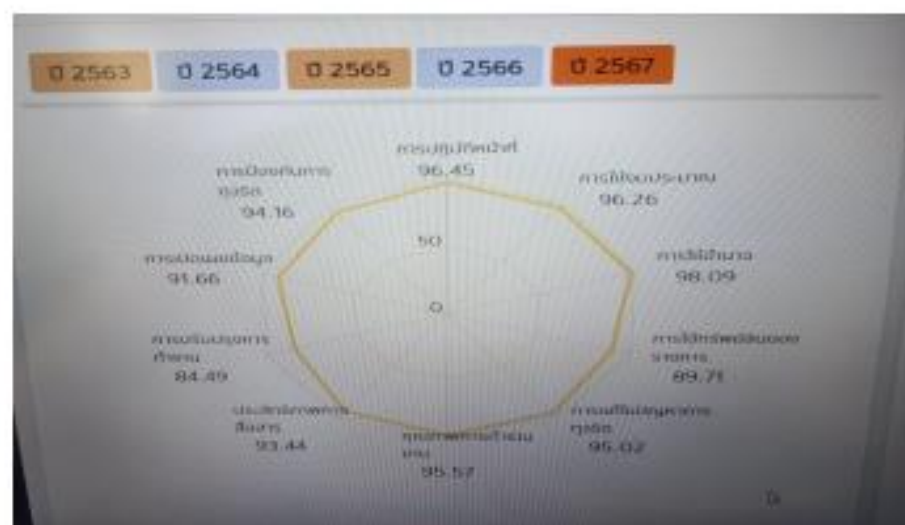 ปี 2563 ปี 2564 ปี 2565 ปี 2566 ปี 2567
การปฏิบัติหน้าที่
96.45
การใช้งบประมาณ
96.26
การใช้อำนาจ
98.09
การใช้ทรัพย์สินของ
ราชการ
89.71
การแก้ไขปัญหาการ
ทุจริต
95.02
คุณภาพการดำเนิน
งาน
95.57
ประสิทธิภาพการ
สื่อสาร
93.44
การปรับปรุงการ
ทำงาน
84.49
การเปิดเผยข้อมูล
91.66
การป้องกันการ
ทุจริต
94.16
50
0